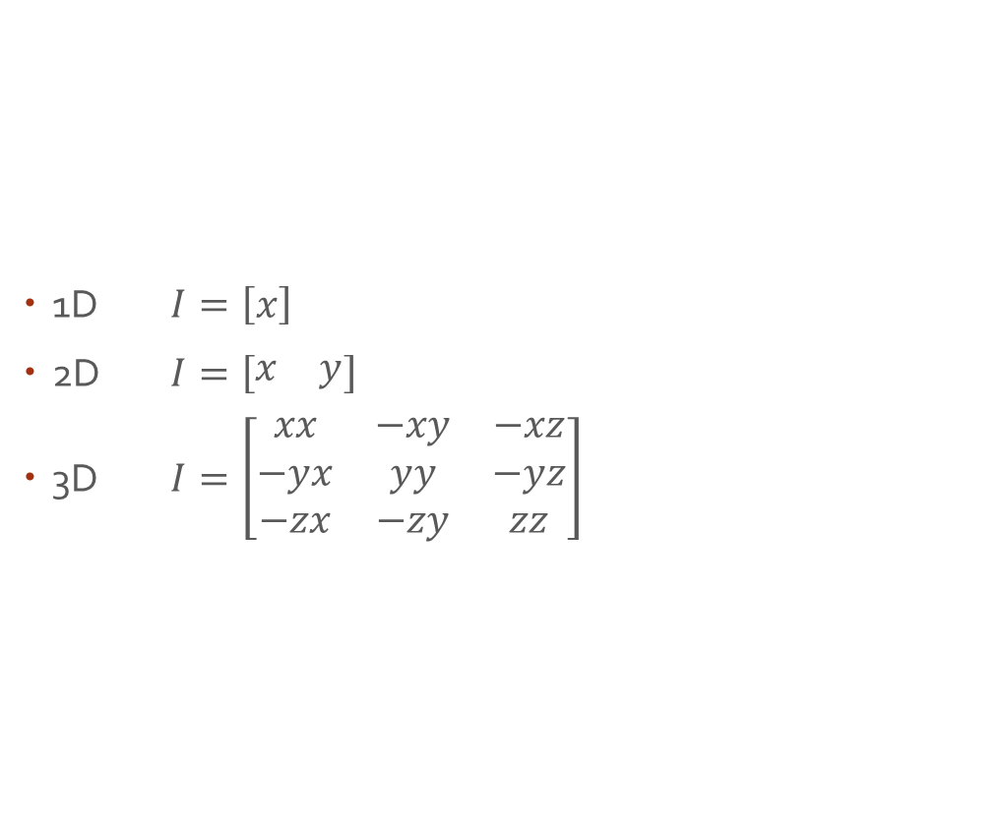 • 1D I = [x]
• 2D I = [x y]
• 3D I = [xx −xy −xz
−yx yy −yz
−zx −zy zz]